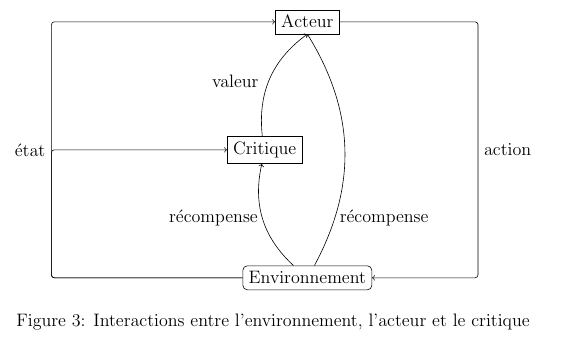 Acteur
valeur
état
Critique
action
récompense
récompense
Environnement
Figure 3: Interactions entre l'environnement, l'acteur et le critique